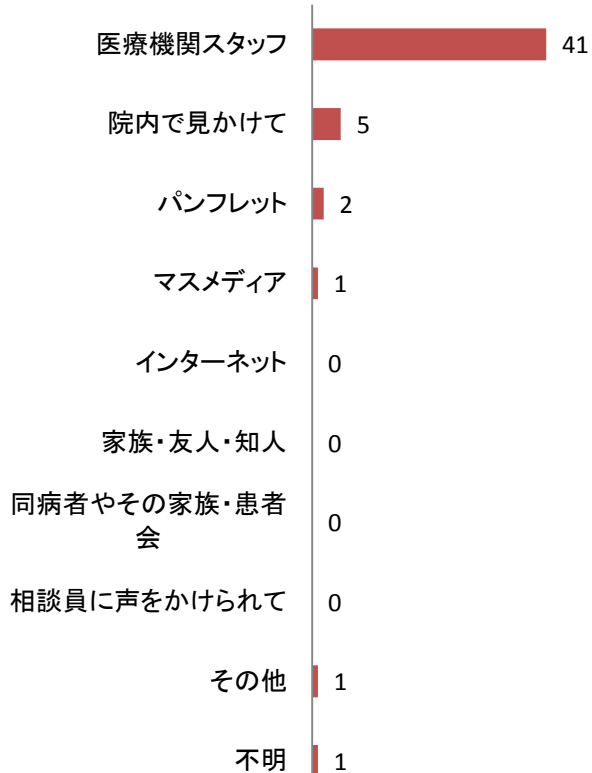 医療機関スタッフ 41
院内で見かけて 5
パンフレット 2
マスメディア 1
インターネット 0
家族・友人・知人 0
同病者やその家族・患者
会 0
相談員に声をかけられて 0
その他 1
不明 1